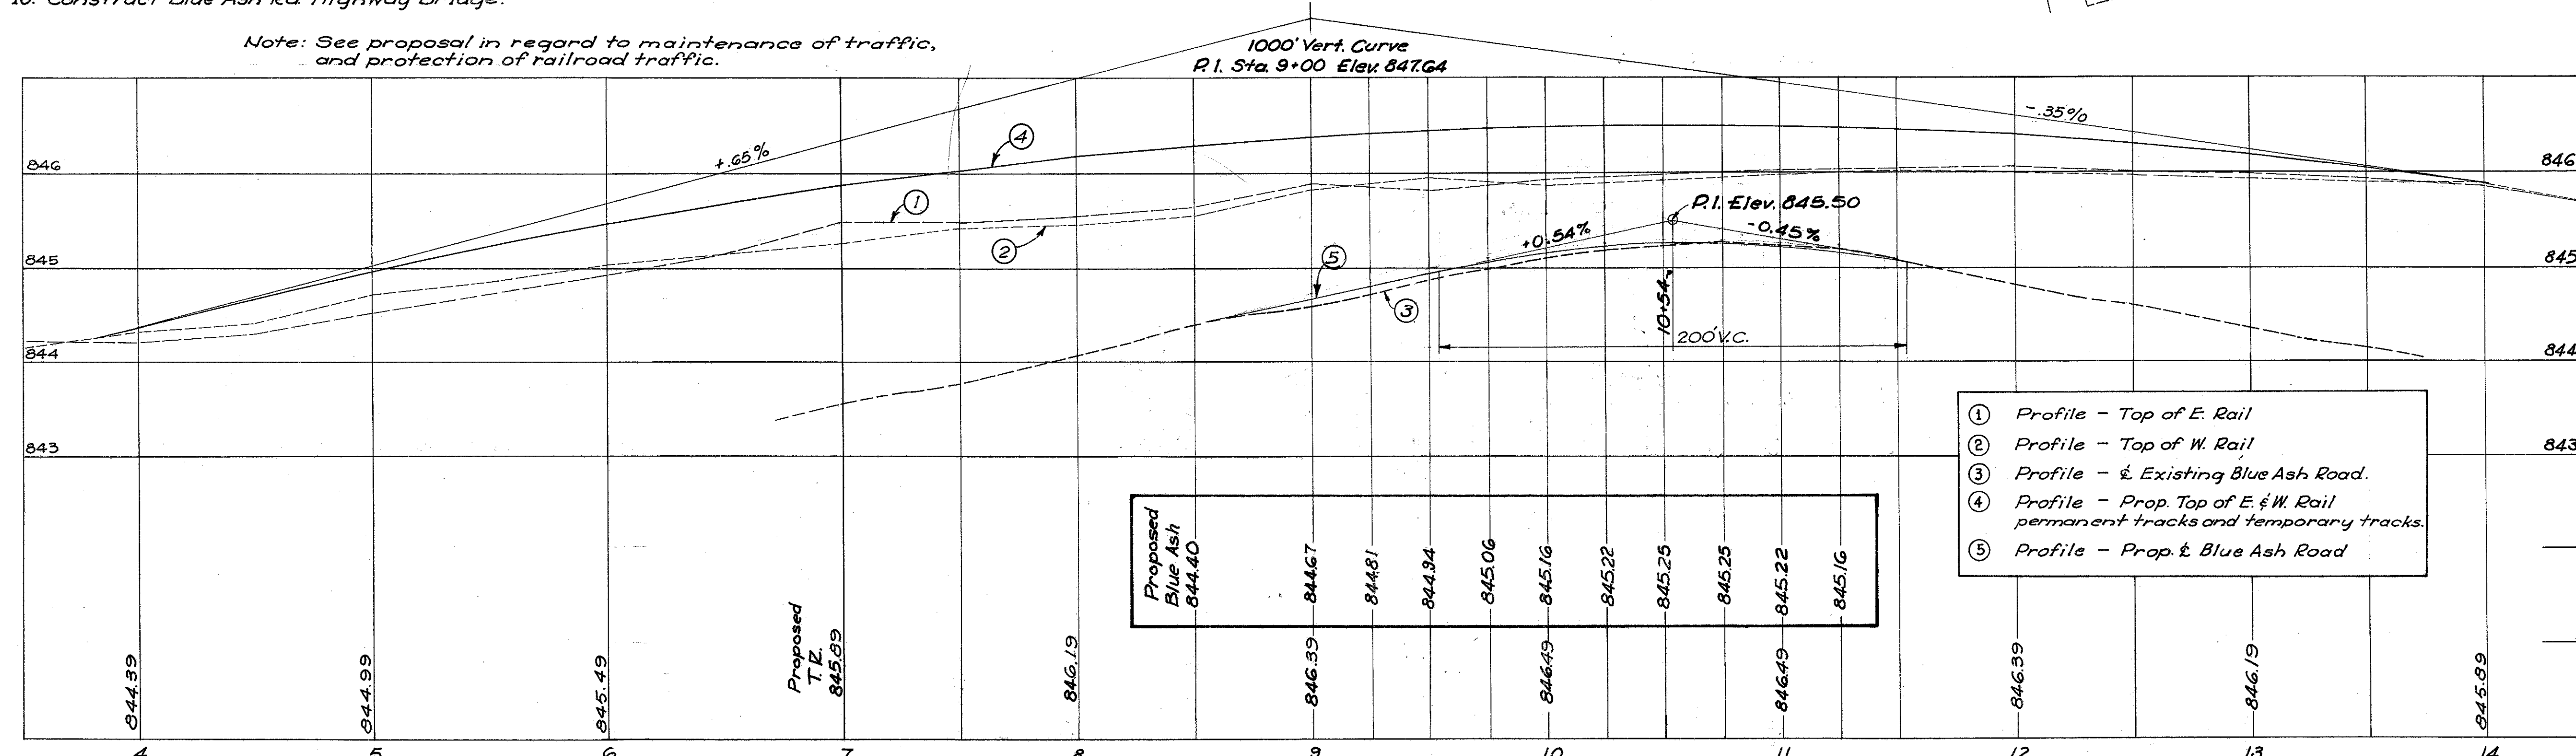 10. Construct Blue Ash Rd. Highway Bridge.
Note: See proposal in regard to maintenance of traffic,
and protection of railroad traffic.
1000' Vert. Curve
P.I. Sta. 9+00 Elev. 847.64
+.65%
4
-.35%
846
846
1
2
P.I. Elev. 845.50
+0.54%
-0.45%
845
845
5
3
10+54
200' V.C.
844
844
843
843
1 Profile - Top of E. Rail
2 Profile - Top of W. Rail
3 Profile - ℄ Existing Blue Ash Road.
4 Profile - Prop. Top of E. & W. Rail
permanent tracks and temporary tracks.
5 Profile - Prop. ℄ Blue Ash Road
Proposed
Blue Ash
844.40
844.67
844.81
844.94
845.06
845.16
845.22
845.25
845.25
845.22
845.16
Proposed
T.R.
844.39
844.99
845.49
845.89
846.19
846.39
846.49
846.49
846.39
846.19
845.89
4 5 6 7 8 9 10 11 12 13 14